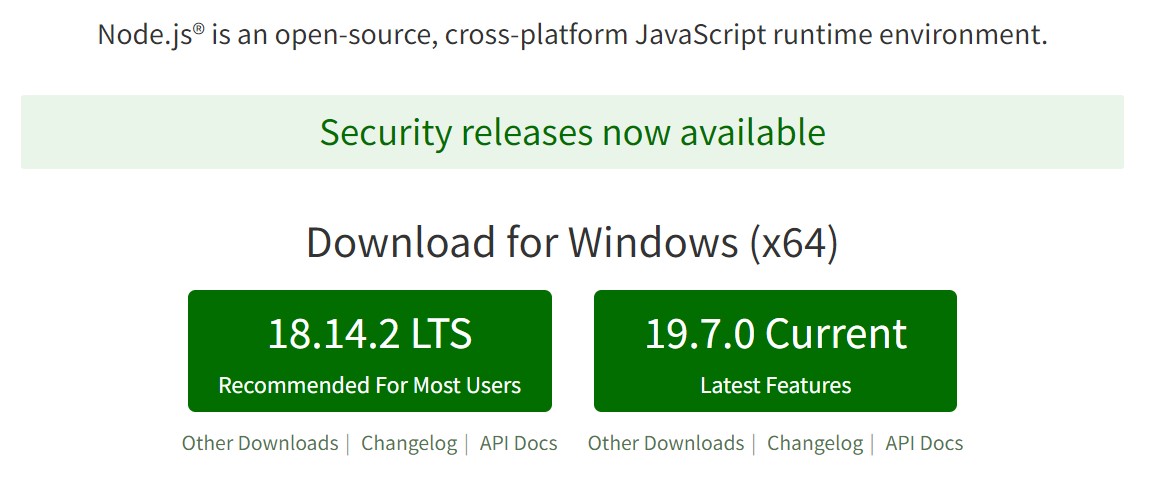 Node.js® is an open-source, cross-platform JavaScript runtime environment.
Security releases now available
Download for Windows (x64)
18.14.2 LTS
Recommended For Most Users
Other Downloads | Changelog | API Docs
19.7.0 Current
Latest Features
Other Downloads | Changelog | API Docs